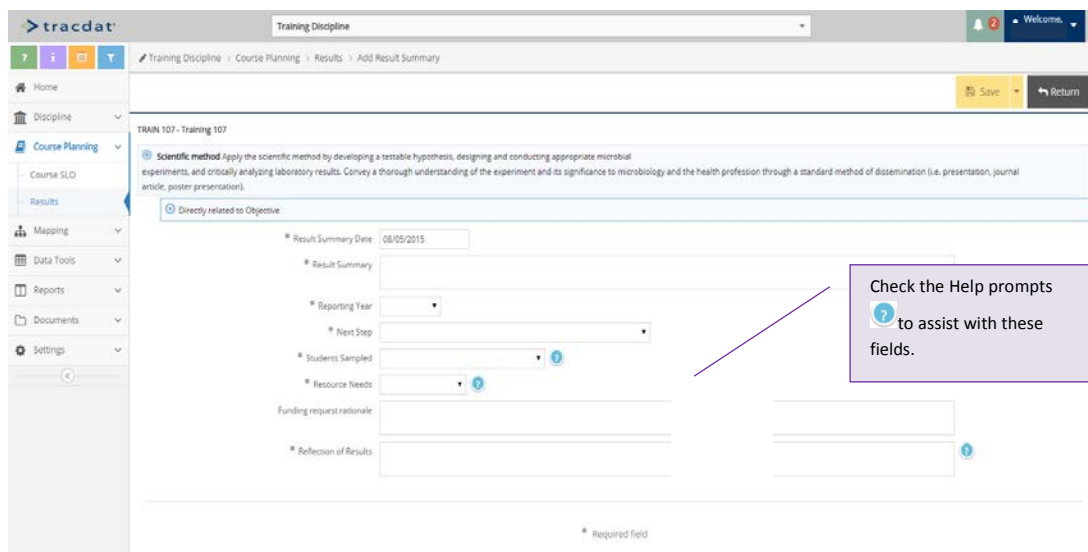 tracdat
Training Discipline
2
Welcome,
? i
Training Discipline > Course Planning > Results > Add Result Summary
Home
Save
Return
Discipline
TRAIN 107 - Training 107
Course Planning
Scientific method Apply the scientific method by developing a testable hypothesis, designing and conducting appropriate microbial
experiments, and critically analyzing laboratory results. Convey a thorough understanding of the experiment and its significance to microbiology and the health profession through a standard method of dissemination (i.e. presentation, journal
article, poster presentation).
Course SLO
Results
Directly related to Objective
Mapping
* Result Summary Date 08/05/2015
Data Tools
* Result Summary
Reports
* Reporting Year
Documents
* Next Step
Settings
* Students Sampled ?
* Resource Needs ?
Funding request rationale
* Reflection of Results ?
Check the Help prompts
? to assist with these
fields.
* Required field